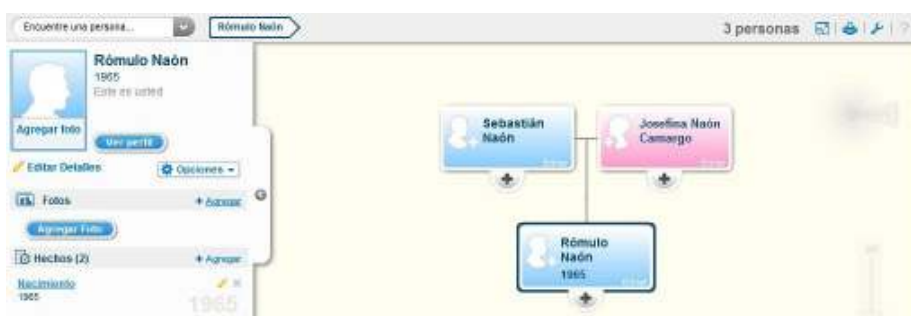 Encuentre una persona...
Rómulo Naón
3 personas
?
Rómulo Naón
1965
Este es usted
Agregar foto
Ver perfil
Editar Detalles
Opciones
Fotos
+ Agregar
Agregar Foto
Hechos (2)
+ Agregar
Nacimiento
1965
1965
Sebastián
Naón
Josefina Naón
Camargo
Rómulo
Naón
1965